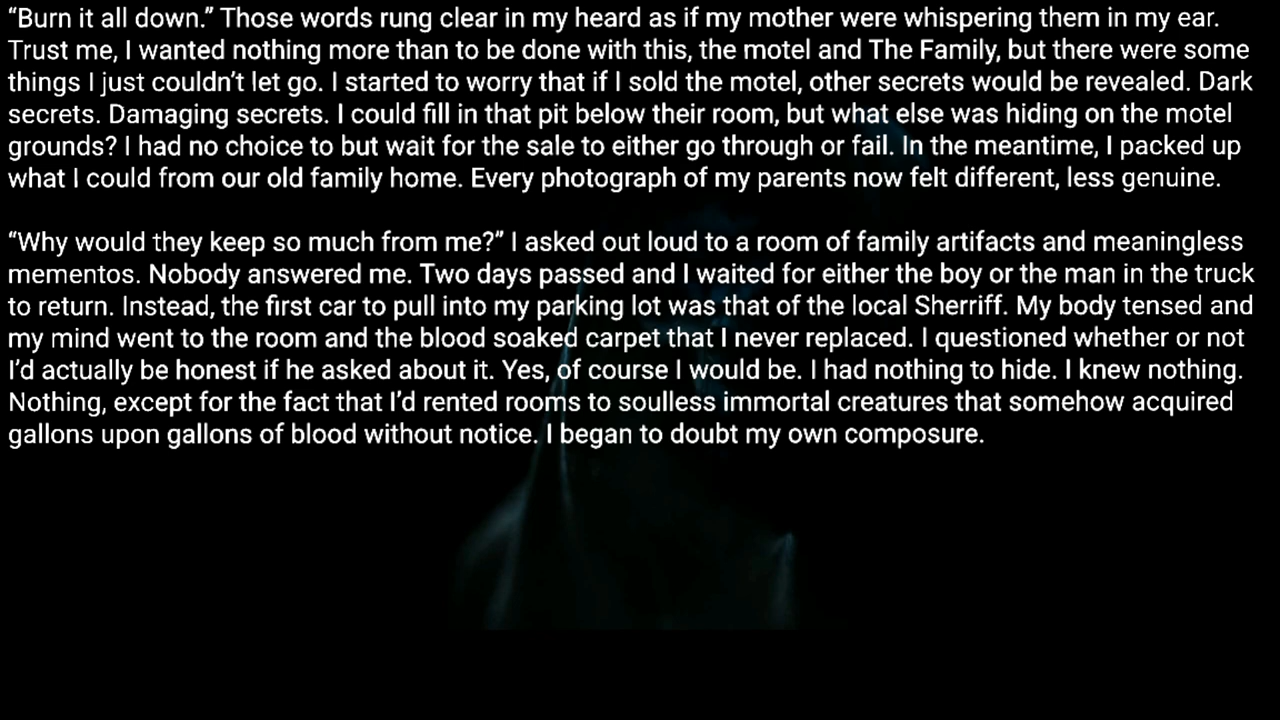 “Burn it all down.” Those words rung clear in my heard as if my mother were whispering them in my ear.
Trust me, I wanted nothing more than to be done with this, the motel and The Family, but there were some
things I just couldn’t let go. I started to worry that if I sold the motel, other secrets would be revealed. Dark
secrets. Damaging secrets. I could fill in that pit below their room, but what else was hiding on the motel
grounds? I had no choice to but wait for the sale to either go through or fail. In the meantime, I packed up
what I could from our old family home. Every photograph of my parents now felt different, less genuine.
“Why would they keep so much from me?” I asked out loud to a room of family artifacts and meaningless
mementos. Nobody answered me. Two days passed and I waited for either the boy or the man in the truck
to return. Instead, the first car to pull into my parking lot was that of the local Sherriff. My body tensed and
my mind went to the room and the blood soaked carpet that I never replaced. I questioned whether or not
I’d actually be honest if he asked about it. Yes, of course I would be. I had nothing to hide. I knew nothing.
Nothing, except for the fact that I’d rented rooms to soulless immortal creatures that somehow acquired
gallons upon gallons of blood without notice. I began to doubt my own composure.